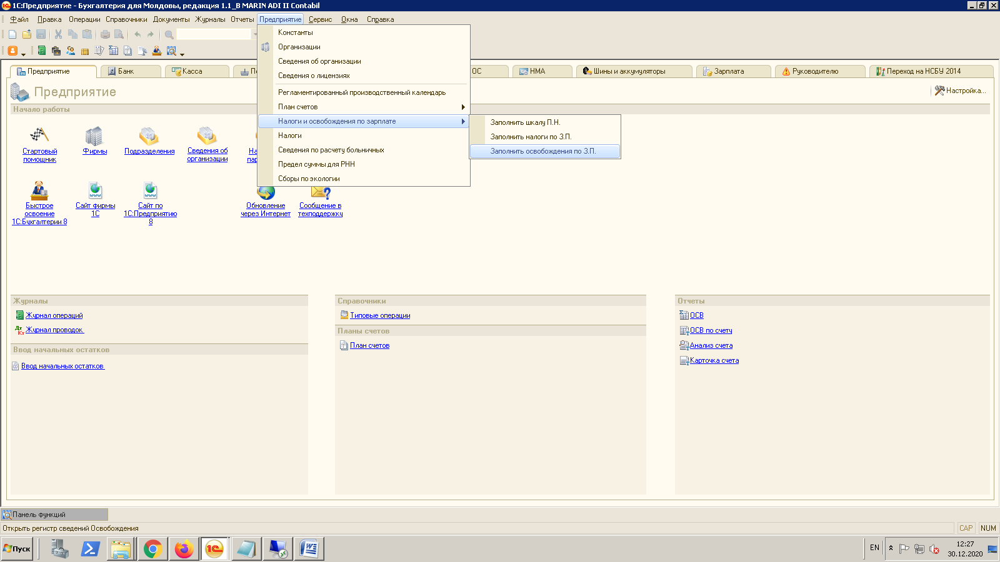 1С:Предприятие - Бухгалтерия для Молдовы, редакция 1.1_B MARIN ADI II Contabil
Файл Правка Операции Справочники Документы Журналы Отчеты Предприятие Сервис Окна Справка
Константы
Организации
Сведения об организации
Сведения о лицензиях
Регламентированный производственный календарь
План счетов
Налоги и освобождения по зарплате
Налоги
Сведения по расчету больничных
Предел суммы для РНН
Сборы по экологии
Заполнить шкалу П.Н.
Заполнить налоги по З.П.
Заполнить освобождения по З.П.
Предприятие Банк Касса ОС НМА Шины и аккумуляторы Зарплата Руководителю Переход на НСБУ 2014
Предприятие
Настройка...
Начало работы
Стартовый
помощник
Фирмы
Подразделения
Сведения об
организации
Быстрое
освоение
1С:Бухгалтерии 8
Сайт фирмы
1С
Сайт по
1С:Предприятию
8
Обновление
через Интернет
Сообщение в
техподдержку
Журналы
Журнал операций
Журнал проводок
Ввод начальных остатков
Ввод начальных остатков
Справочники
Типовые операции
Планы счетов
План счетов
Отчеты
ОСВ
ОСВ по счету
Анализ счета
Карточка счета
Панель функций
Открыть регистр сведений Освобождения
CAP NUM
Пуск
EN
12:27
30.12.2020